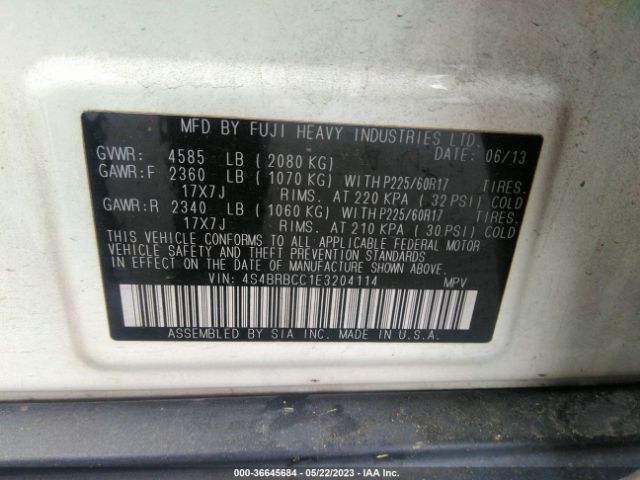 MFD BY FUJI HEAVY INDUSTRIES LTD.
GVWR: 4585 LB ( 2080 KG) DATE: 06/13
GAWR:F 2360 LB ( 1070 KG) WITH P225/60R17 TIRES,
17X7J RIMS. AT 220 KPA ( 32 PSI) COLD
GAWR:R 2340 LB ( 1060 KG) WITH P225/60R17 TIRES,
17X7J RIMS. AT 210 KPA ( 30 PSI) COLD
THIS VEHICLE CONFORMS TO ALL APPLICABLE FEDERAL MOTOR
VEHICLE SAFETY AND THEFT PREVENTION STANDARDS
IN EFFECT ON THE DATE OF MANUFACTURE SHOWN ABOVE.
VIN: 4S4BRBCC1E3204114 MPV
ASSEMBLED BY SIA INC. MADE IN U.S.A.
000-36645684 - 05/22/2023 - IAA Inc.